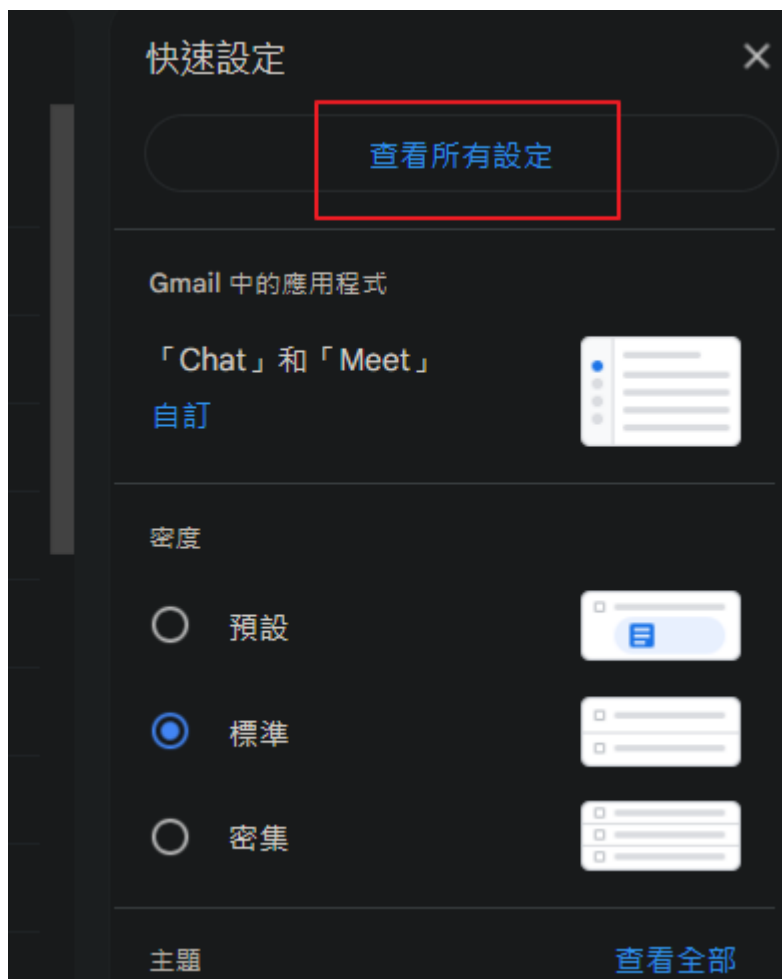 快速設定
查看所有設定
Gmail 中的應用程式
「Chat」和「Meet」
自訂
密度
預設
標準
密集
主題 查看全部